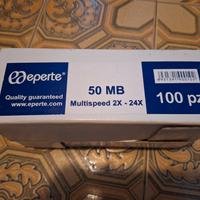 eperte®
Quality guaranteed
www.eperte.com
50 MB
Multispeed 2X - 24X
100 pz